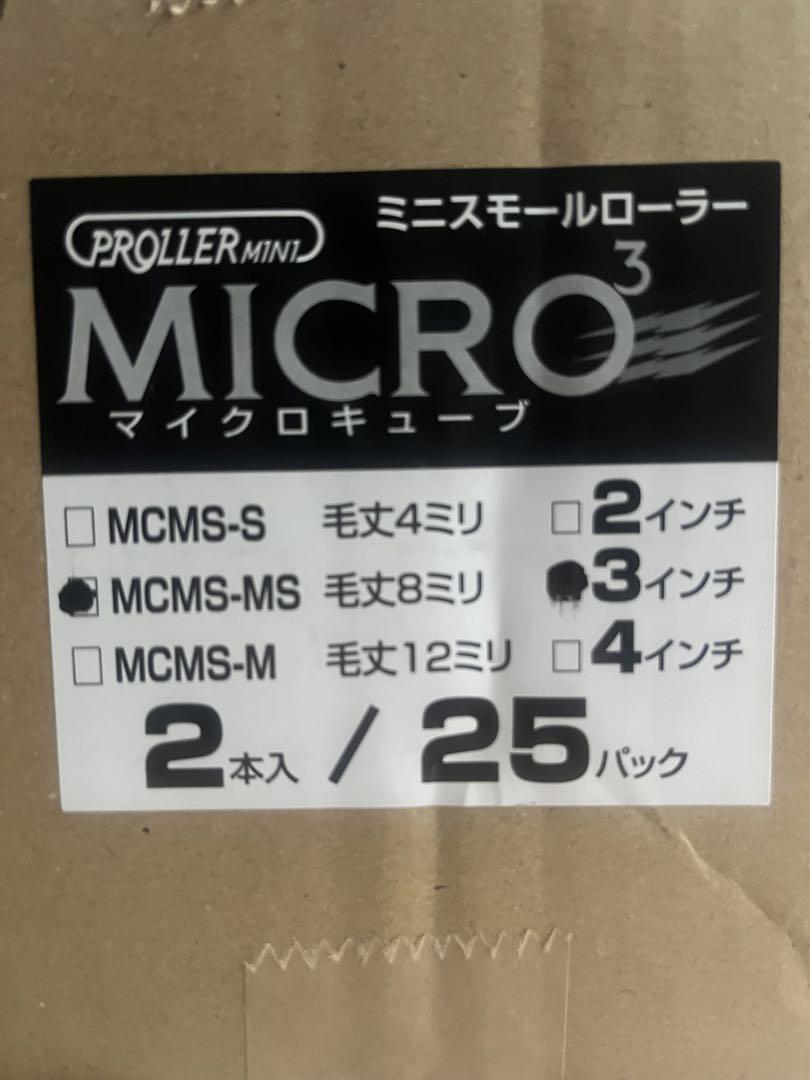 ミニスモールローラー
PROLLER MINI
MICRO³
マイクロキューブ
□MCMS-S 毛丈4ミリ □2インチ
MCMS-MS 毛丈8ミリ 3インチ
□MCMS-M 毛丈12ミリ □4インチ
2本入 / 25パック